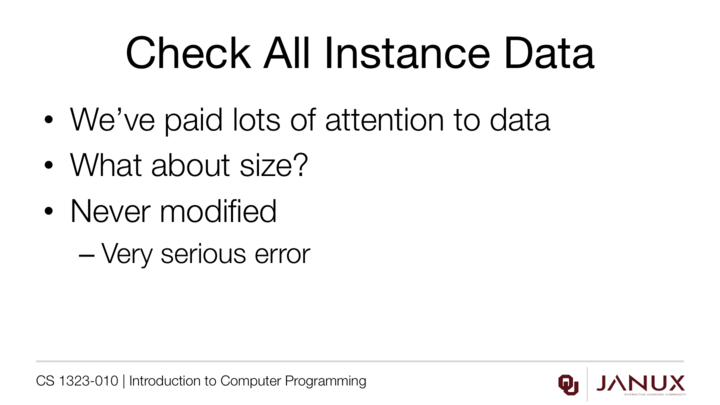 Check All Instance Data
• We've paid lots of attention to data
• What about size?
• Never modified
– Very serious error
CS 1323-010 | Introduction to Computer Programming
OU JANUX
INTERACTIVE LEARNING COMMUNITY